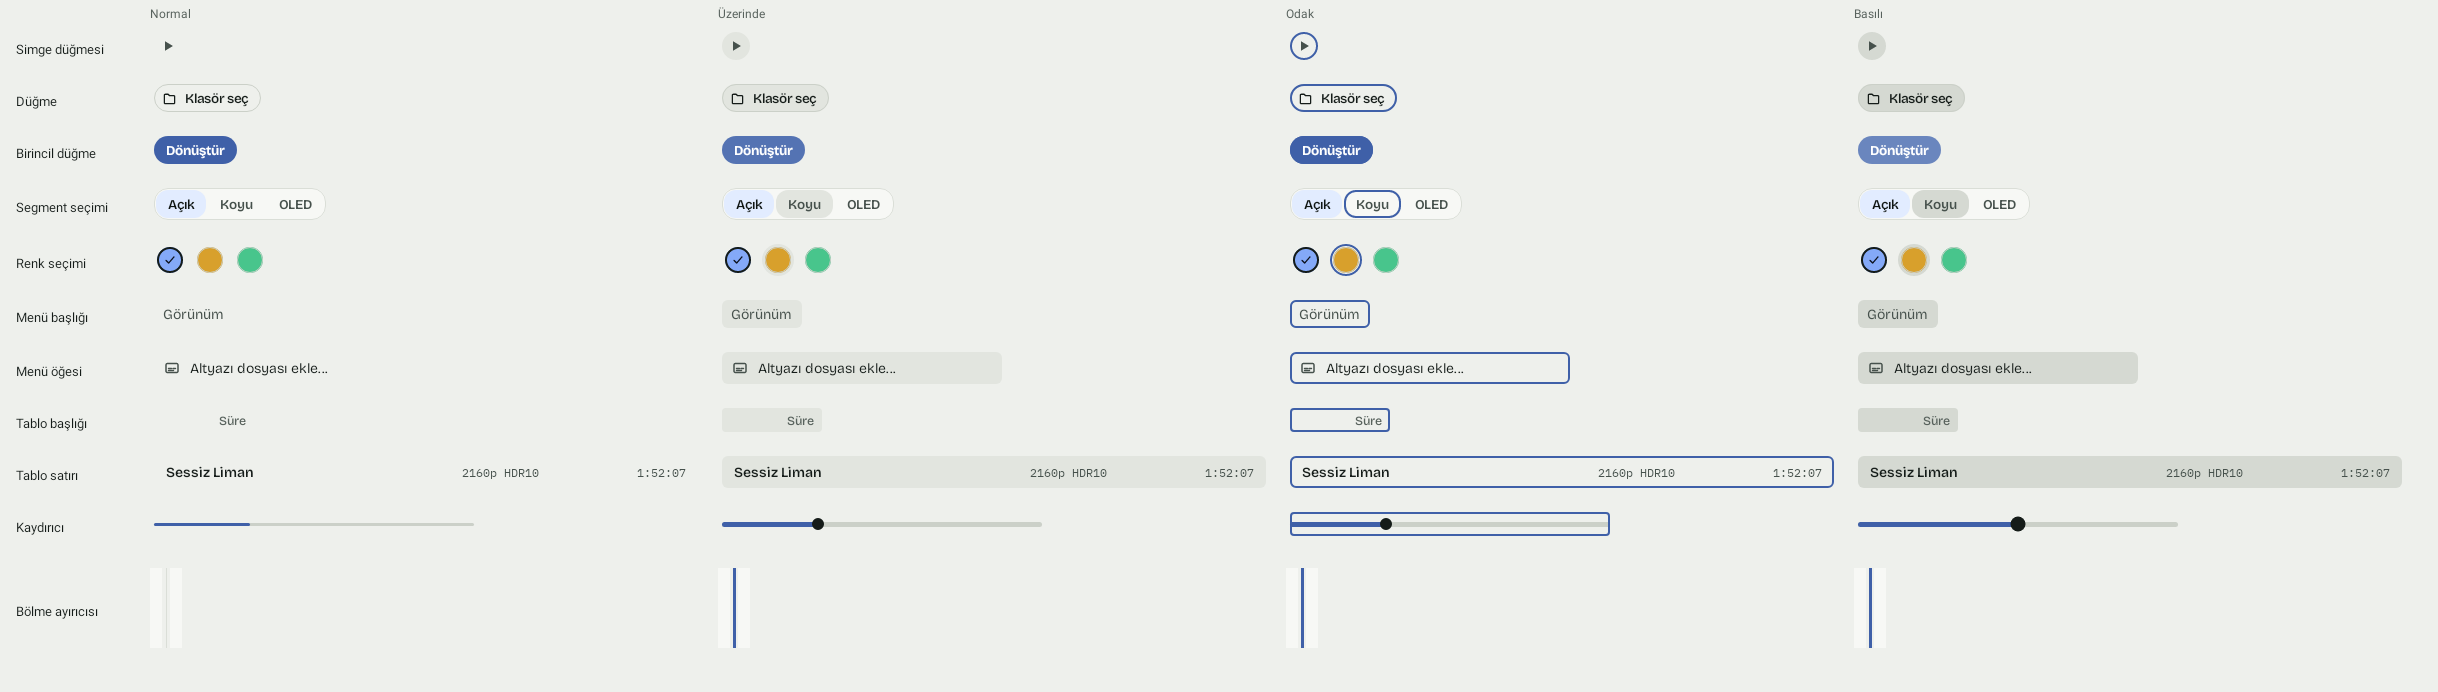 Normal Üzerinde Odak Basılı
Simge düğmesi
Düğme Klasör seç Klasör seç Klasör seç Klasör seç
Birincil düğme Dönüştür Dönüştür Dönüştür Dönüştür
Segment seçimi Açık Koyu OLED Açık Koyu OLED Açık Koyu OLED Açık Koyu OLED
Renk seçimi
Menü başlığı Görünüm Görünüm Görünüm Görünüm
Menü öğesi Altyazı dosyası ekle... Altyazı dosyası ekle... Altyazı dosyası ekle... Altyazı dosyası ekle...
Tablo başlığı Süre Süre Süre Süre
Tablo satırı Sessiz Liman 2160p HDR10 1:52:07 Sessiz Liman 2160p HDR10 1:52:07 Sessiz Liman 2160p HDR10 1:52:07 Sessiz Liman 2160p HDR10 1:52:07
Kaydırıcı
Bölme ayırıcısı